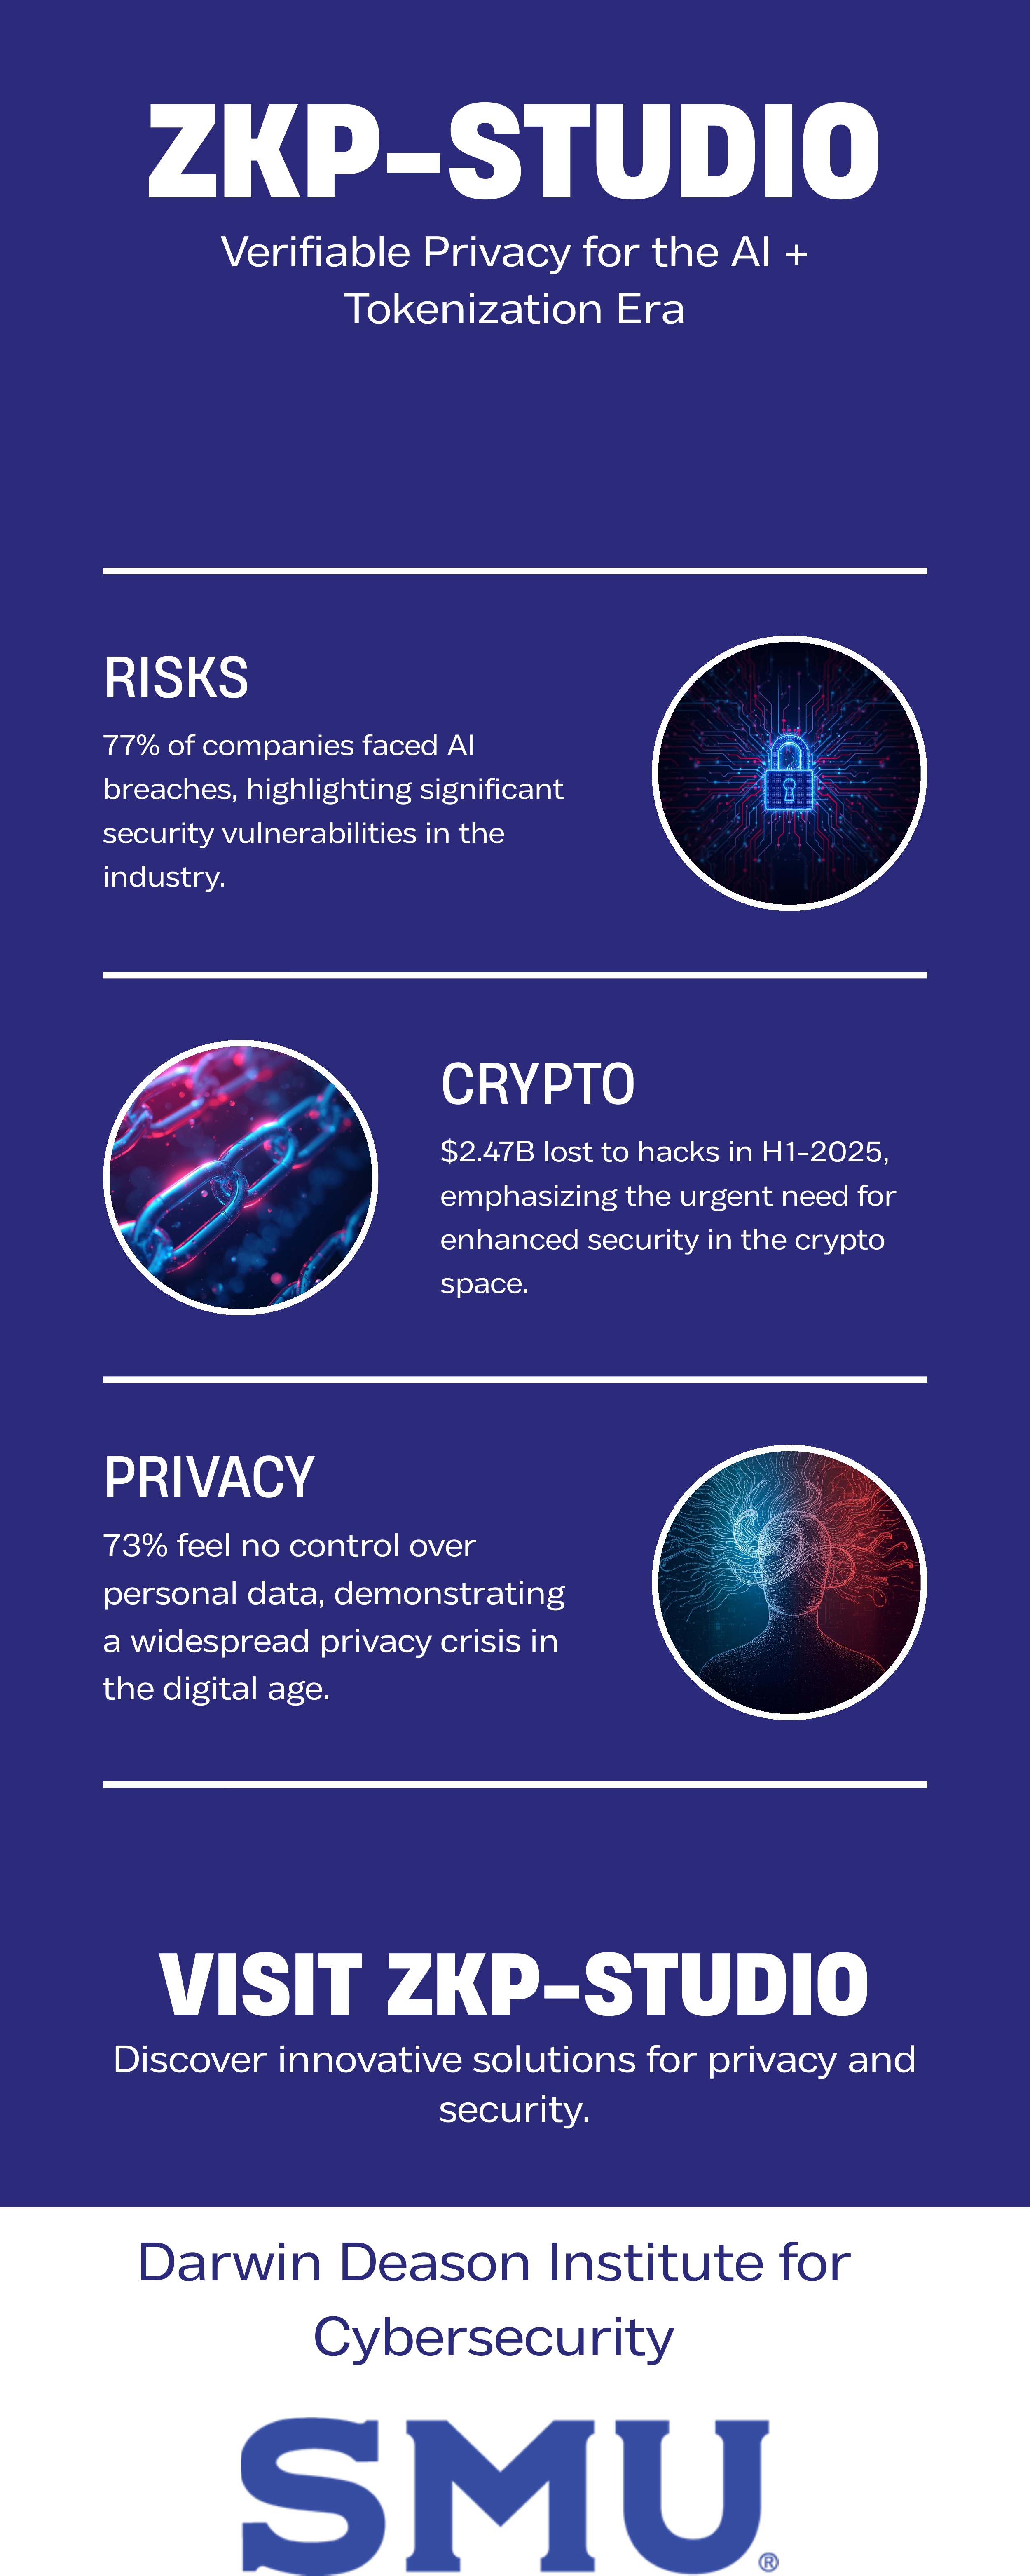 ZKP-STUDIO
Verifiable Privacy for the AI +
Tokenization Era
RISKS
77% of companies faced AI
breaches, highlighting significant
security vulnerabilities in the
industry.
CRYPTO
$2.47B lost to hacks in H1-2025,
emphasizing the urgent need for
enhanced security in the crypto
space.
PRIVACY
73% feel no control over
personal data, demonstrating
a widespread privacy crisis in
the digital age.
VISIT ZKP-STUDIO
Discover innovative solutions for privacy and
security.
Darwin Deason Institute for
Cybersecurity
SMU®